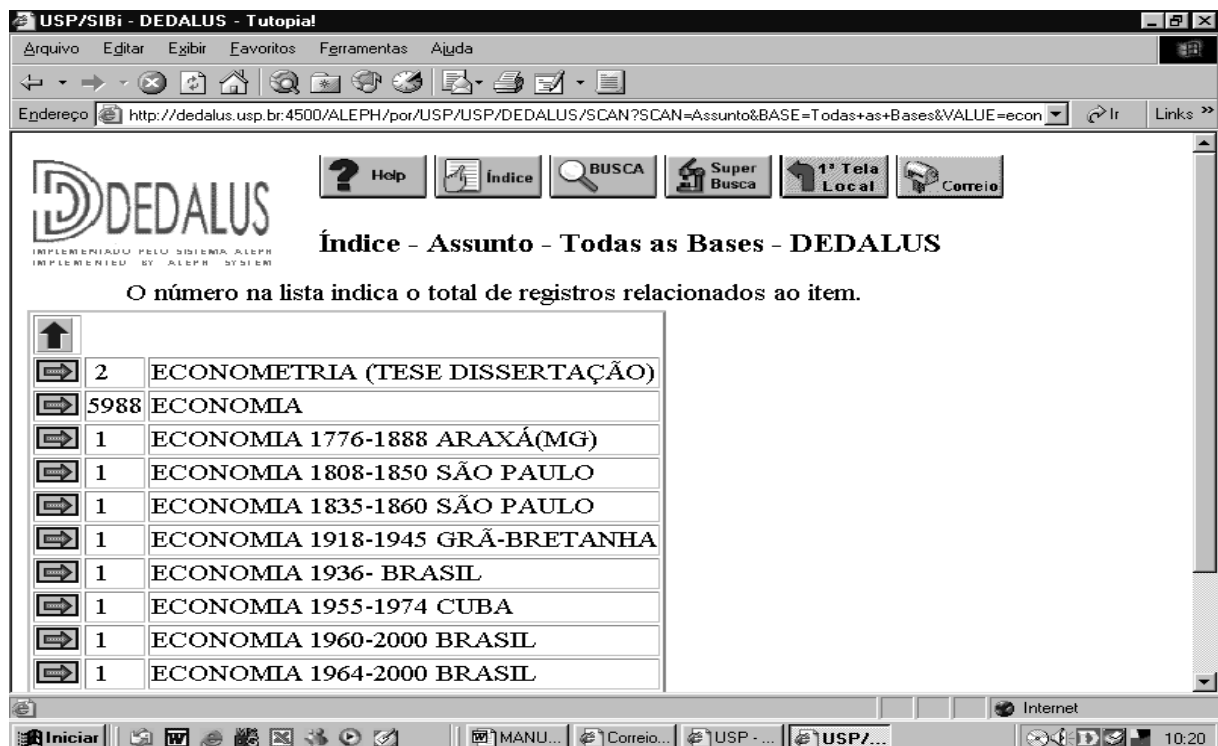 USP/SIBi - DEDALUS - Tutopia!
Arquivo Editar Exibir Favoritos Ferramentas Ajuda
Endereço http://dedalus.usp.br:4500/ALEPH/por/USP/USP/DEDALUS/SCAN?SCAN=Assunto&BASE=Todas+as+Bases&VALUE=econ Ir Links »
Help Índice BUSCA Super Busca 1ª Tela Local Correio
DEDALUS
IMPLEMENTADO PELO SISTEMA ALEPH
IMPLEMENTED BY ALEPH SYSTEM
Índice - Assunto - Todas as Bases - DEDALUS
O número na lista indica o total de registros relacionados ao item.
2 ECONOMETRIA (TESE DISSERTAÇÃO)
5988 ECONOMIA
1 ECONOMIA 1776-1888 ARAXÁ(MG)
1 ECONOMIA 1808-1850 SÃO PAULO
1 ECONOMIA 1835-1860 SÃO PAULO
1 ECONOMIA 1918-1945 GRÃ-BRETANHA
1 ECONOMIA 1936- BRASIL
1 ECONOMIA 1955-1974 CUBA
1 ECONOMIA 1960-2000 BRASIL
1 ECONOMIA 1964-2000 BRASIL
Internet
Iniciar MANU... Correio... USP - ... USP/... 10:20